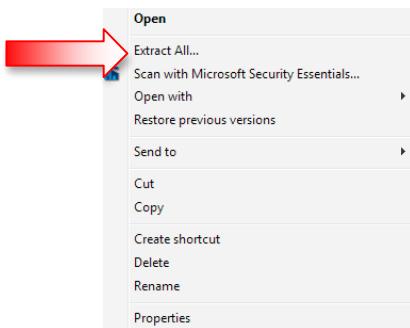 Open
Extract All...
Scan with Microsoft Security Essentials...
Open with
Restore previous versions
Send to
Cut
Copy
Create shortcut
Delete
Rename
Properties